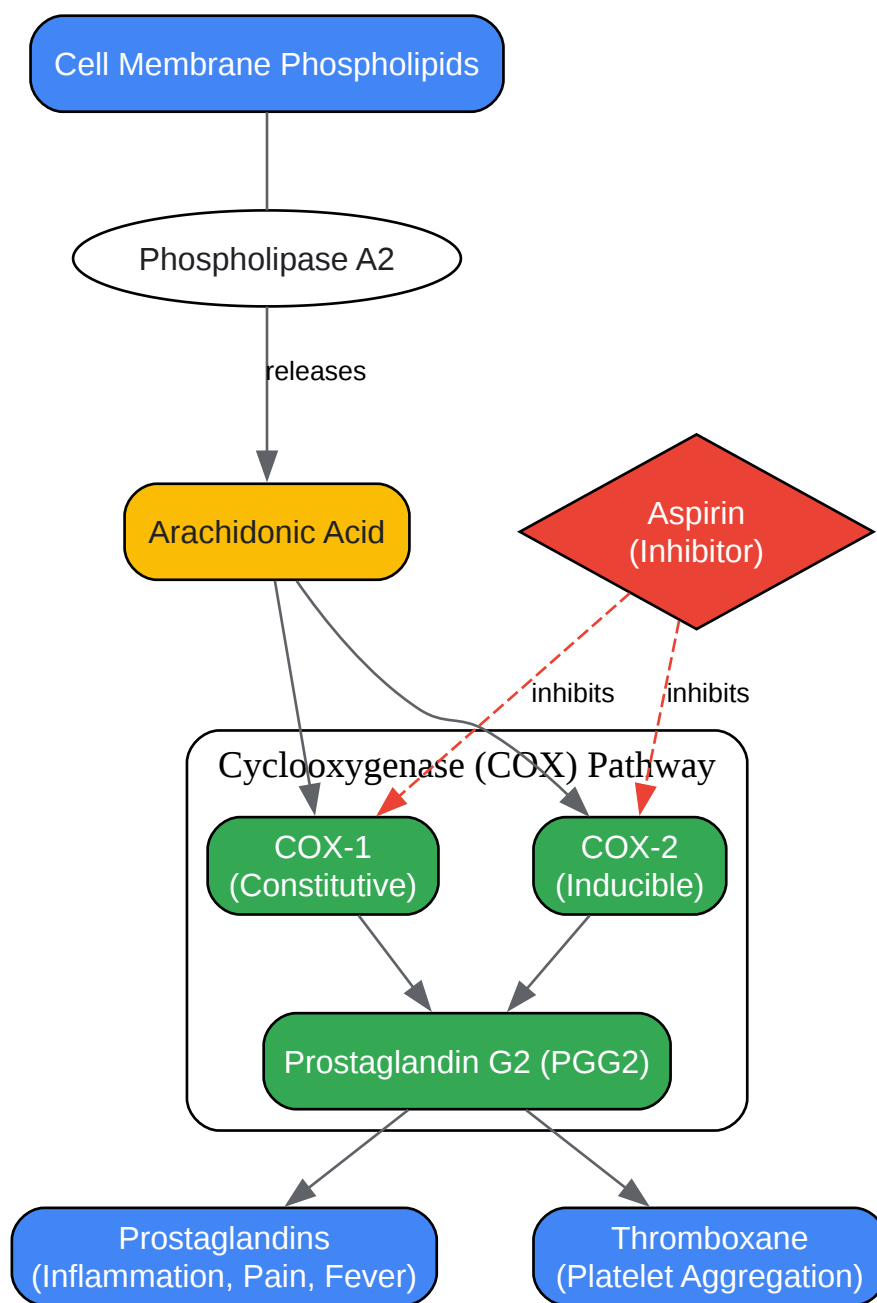 Cell Membrane Phospholipids
Phospholipase A2
releases
Arachidonic Acid
Aspirin
(Inhibitor)
inhibits
inhibits
Cyclooxygenase (COX) Pathway
COX-1
(Constitutive)
COX-2
(Inducible)
Prostaglandin G2 (PGG2)
Prostaglandins
(Inflammation, Pain, Fever)
Thromboxane
(Platelet Aggregation)